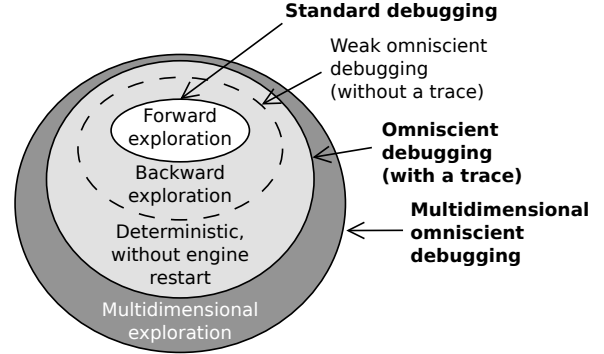 Standard debugging
Weak omniscient
debugging
(without a trace)
Forward
exploration
Omniscient
debugging
(with a trace)
Backward
exploration
Multidimensional
omniscient
debugging
Deterministic,
without engine
restart
Multidimensional
exploration